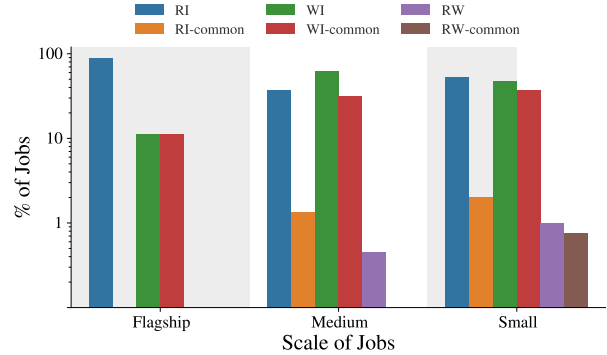 RI WI RW
RI-common WI-common RW-common
% of Jobs
100
10
1
Flagship Medium Small
Scale of Jobs